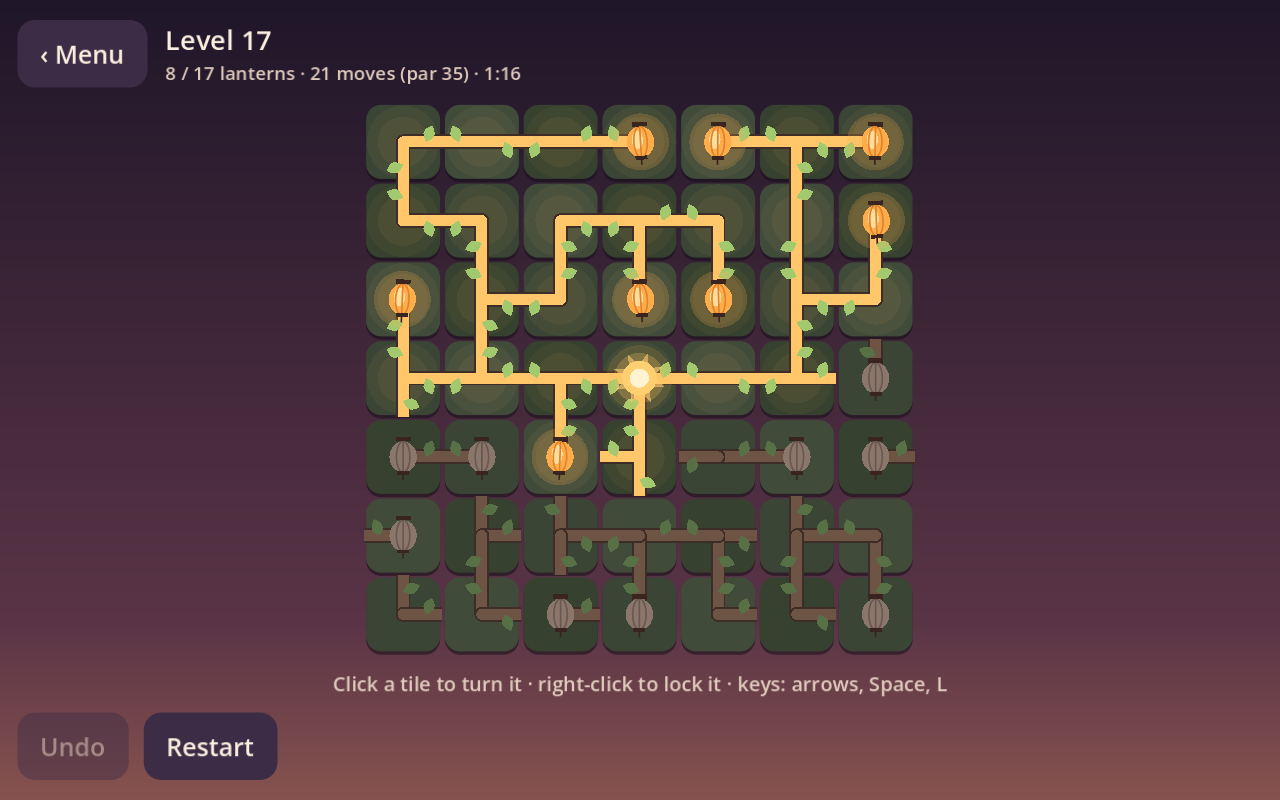 ‹ Menu
Level 17
8 / 17 lanterns · 21 moves (par 35) · 1:16
Click a tile to turn it · right-click to lock it · keys: arrows, Space, L
Undo
Restart